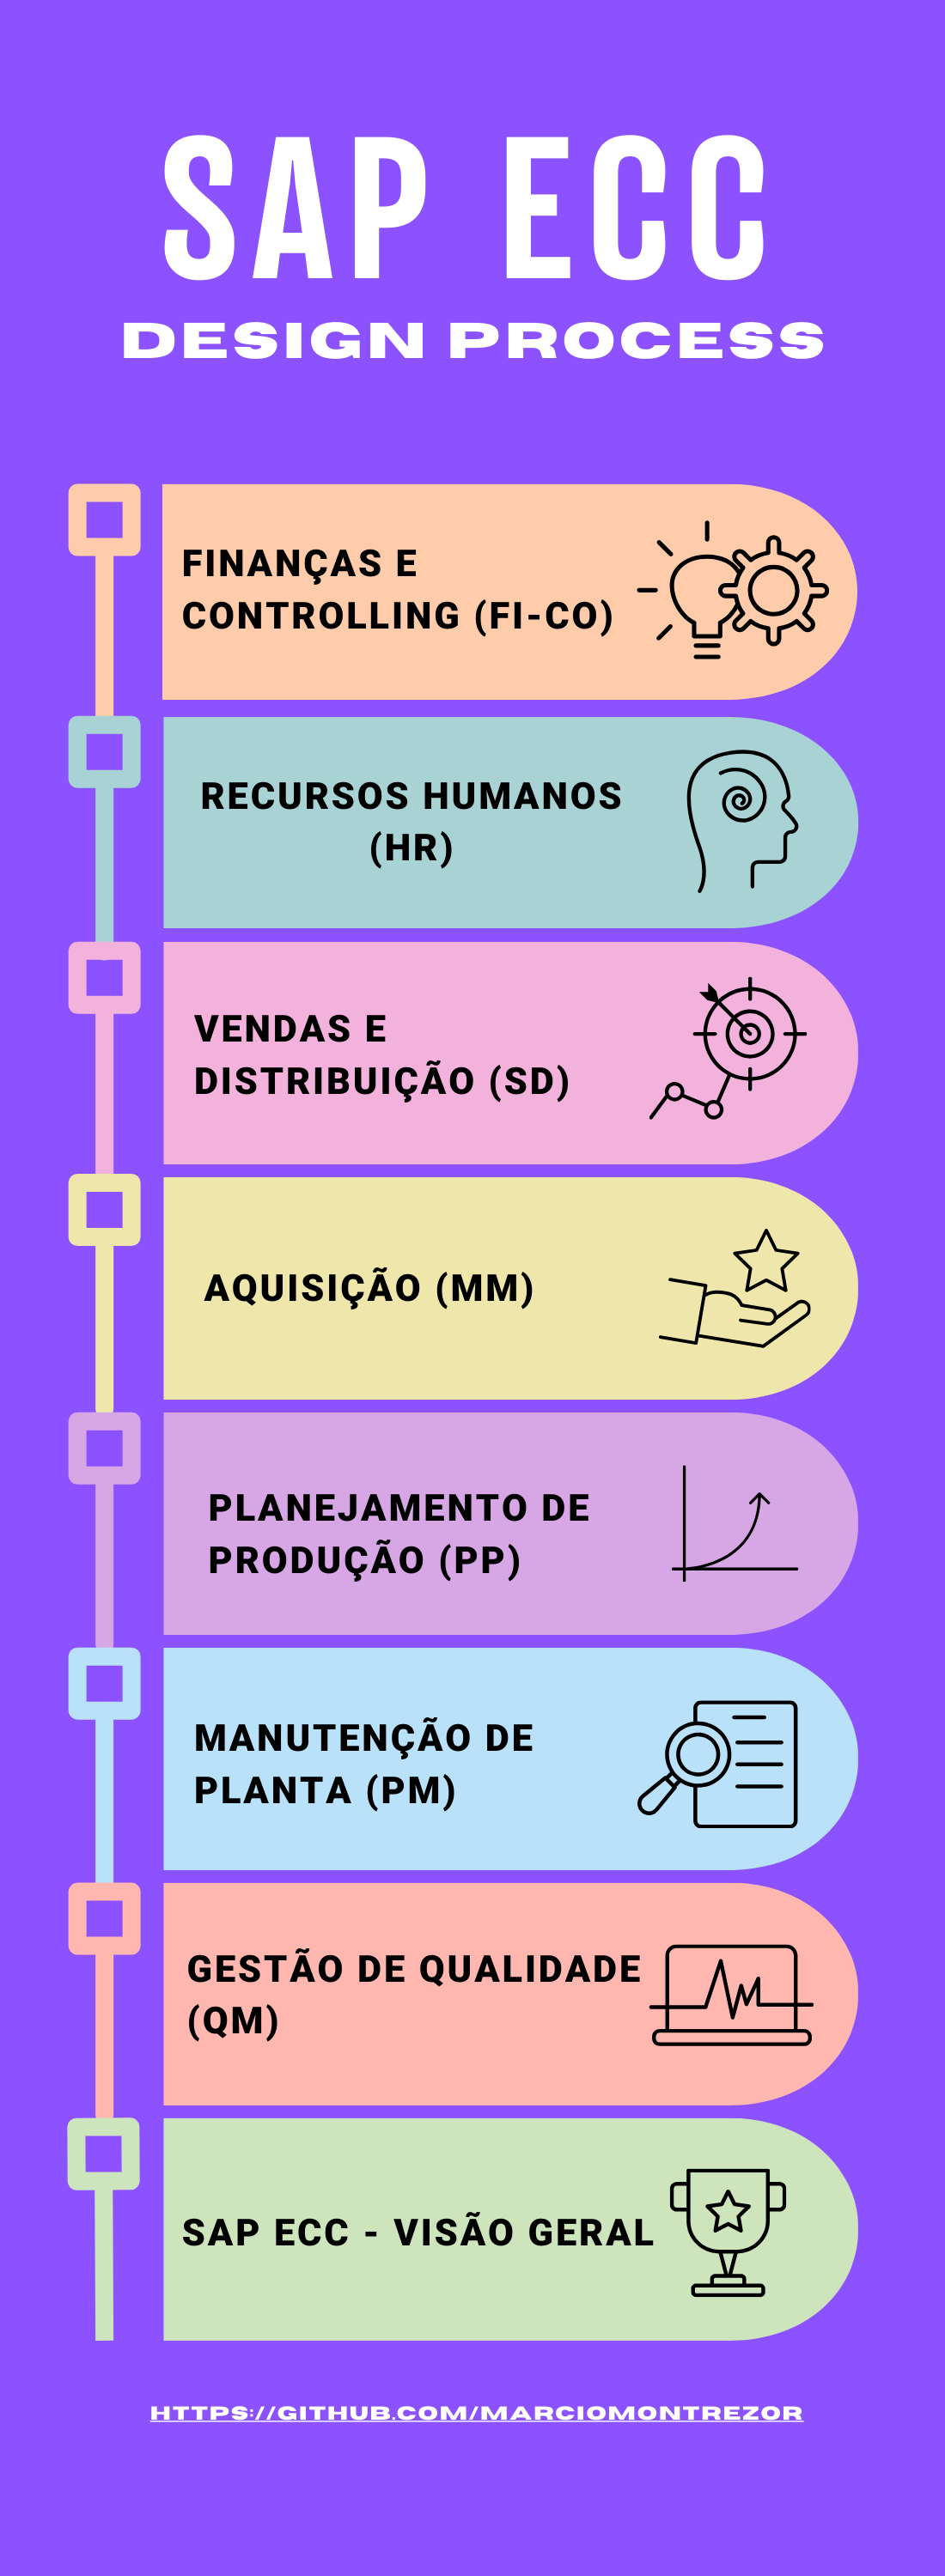 SAP ECC
DESIGN PROCESS
FINANÇAS E
CONTROLLING (FI-CO)
RECURSOS HUMANOS
(HR)
VENDAS E
DISTRIBUIÇÃO (SD)
AQUISIÇÃO (MM)
PLANEJAMENTO DE
PRODUÇÃO (PP)
MANUTENÇÃO DE
PLANTA (PM)
GESTÃO DE QUALIDADE
(QM)
SAP ECC - VISÃO GERAL
HTTPS://GITHUB.COM/MARCIOMONTREZOR